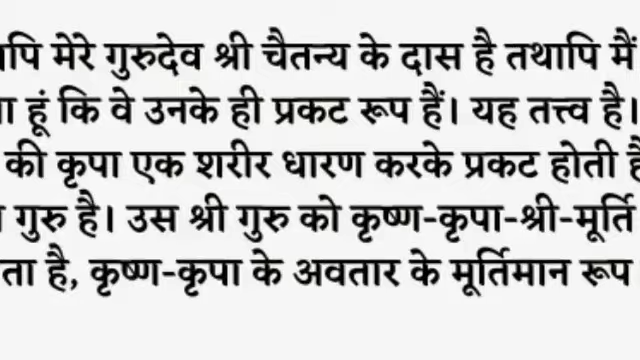 पि मेरे गुरुदेव श्री चैतन्य के दास है तथापि मैं
हूं कि वे उनके ही प्रकट रूप हैं। यह तत्त्व है।
की कृपा एक शरीर धारण करके प्रकट होती है
गुरु है। उस श्री गुरु को कृष्ण-कृपा-श्री-मूर्ति
ता है, कृष्ण-कृपा के अवतार के मूर्तिमान रूप